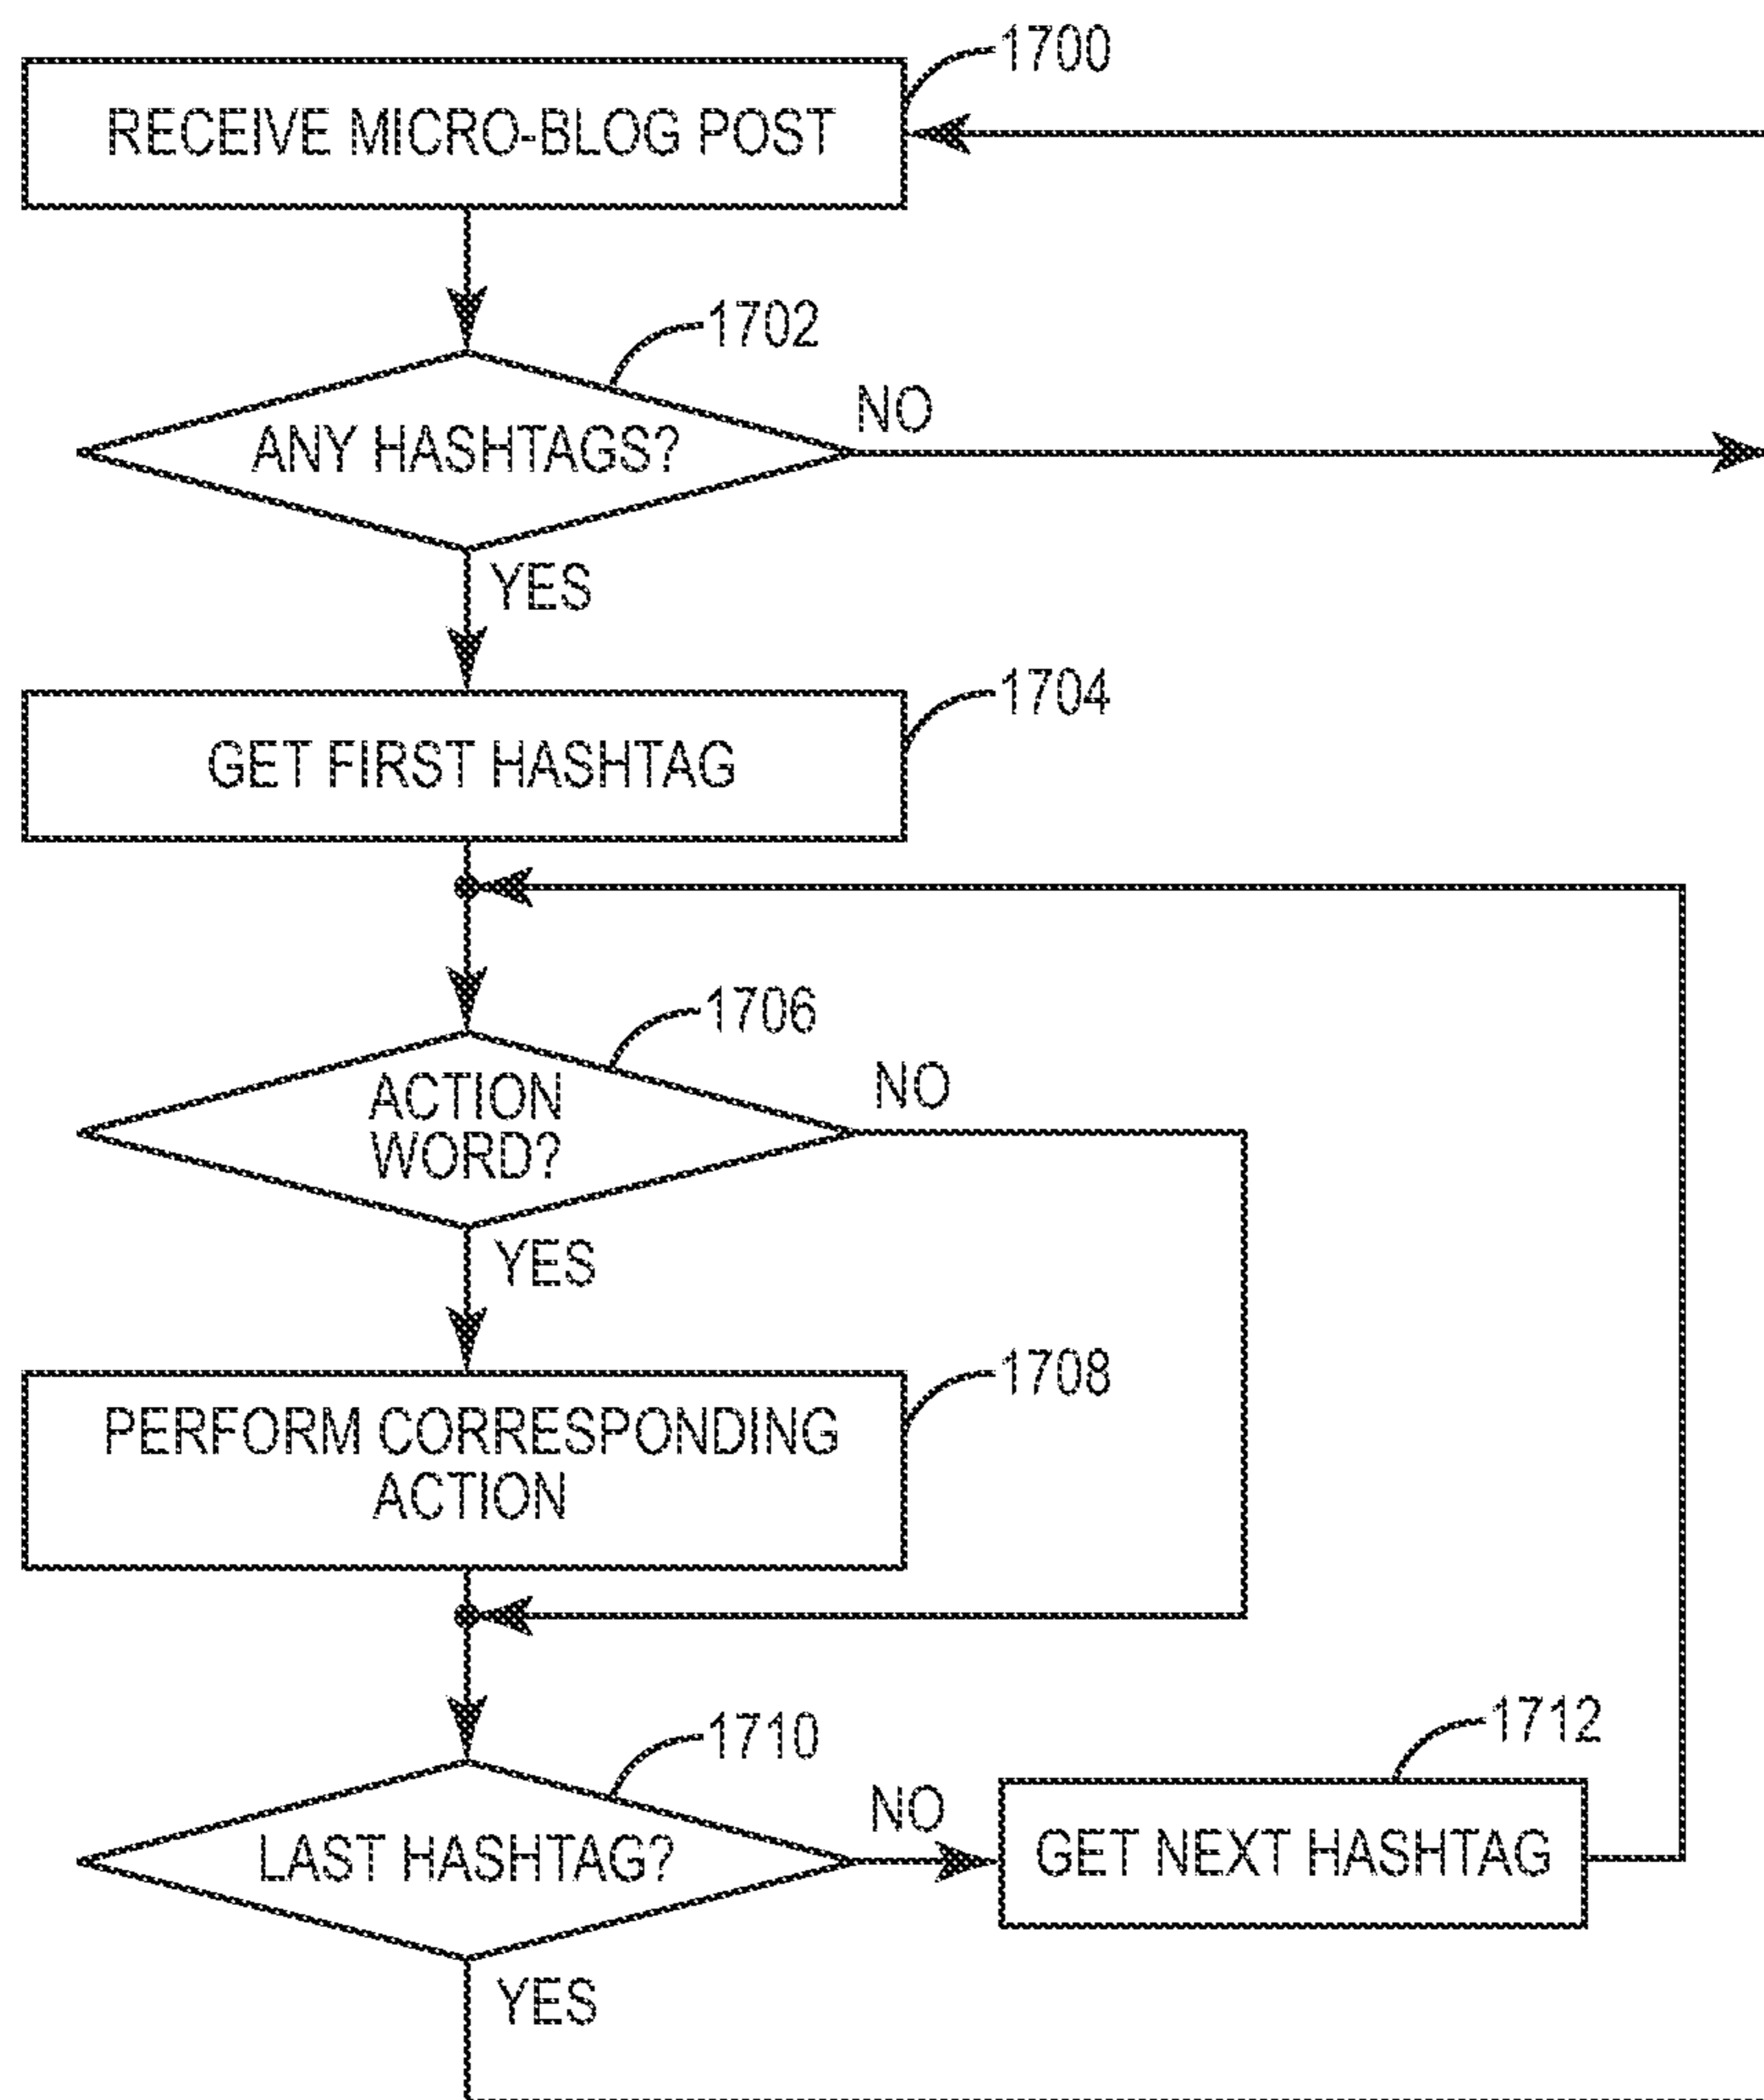 1700
RECEIVE MICRO-BLOG POST
1702
ANY HASHTAGS?
NO
YES
1704
GET FIRST HASHTAG
1706
ACTION
WORD?
NO
YES
1708
PERFORM CORRESPONDING
ACTION
1710
LAST HASHTAG?
NO
1712
GET NEXT HASHTAG
YES